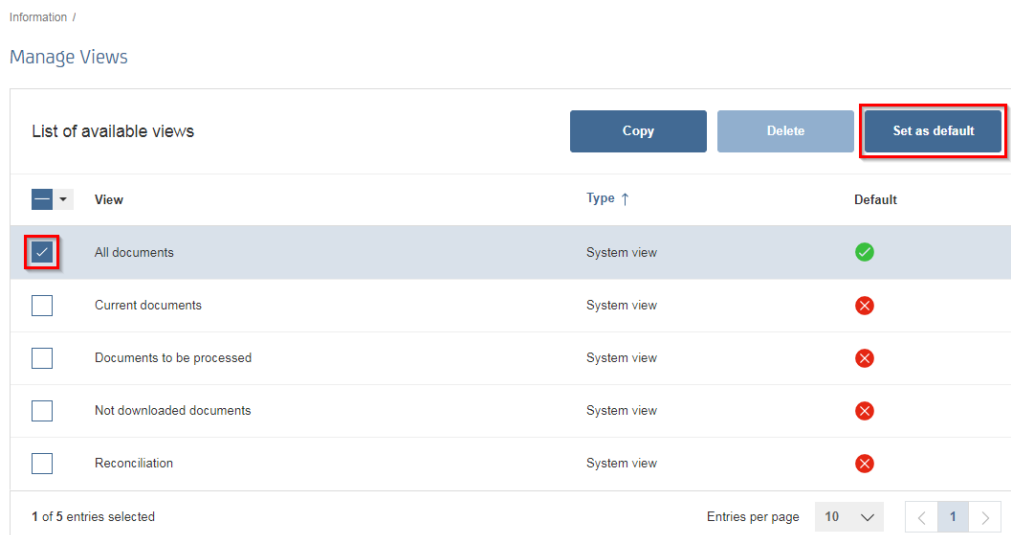 Information /
Manage Views
List of available views Copy Delete Set as default
View Type ↑ Default
All documents System view
Current documents System view
Documents to be processed System view
Not downloaded documents System view
Reconciliation System view
1 of 5 entries selected Entries per page 10 < 1 >